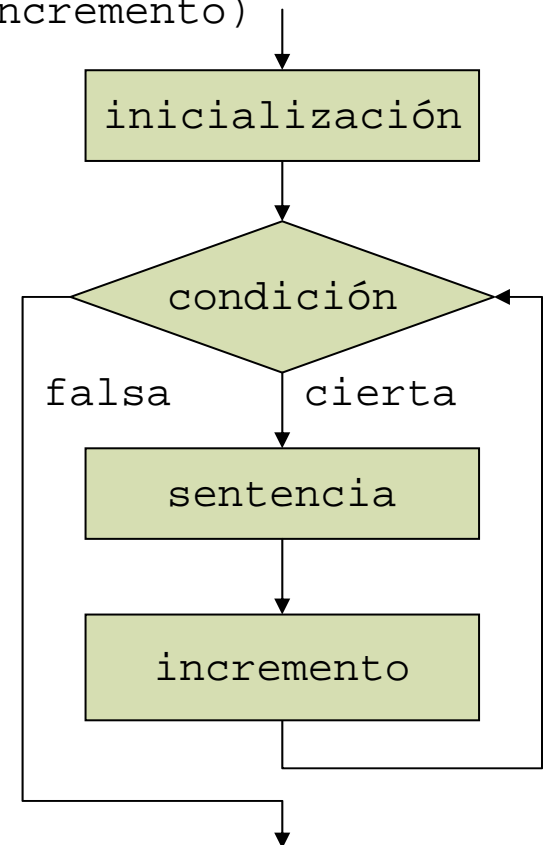 ncremento)
inicialización
condición
falsa
cierta
sentencia
incremento